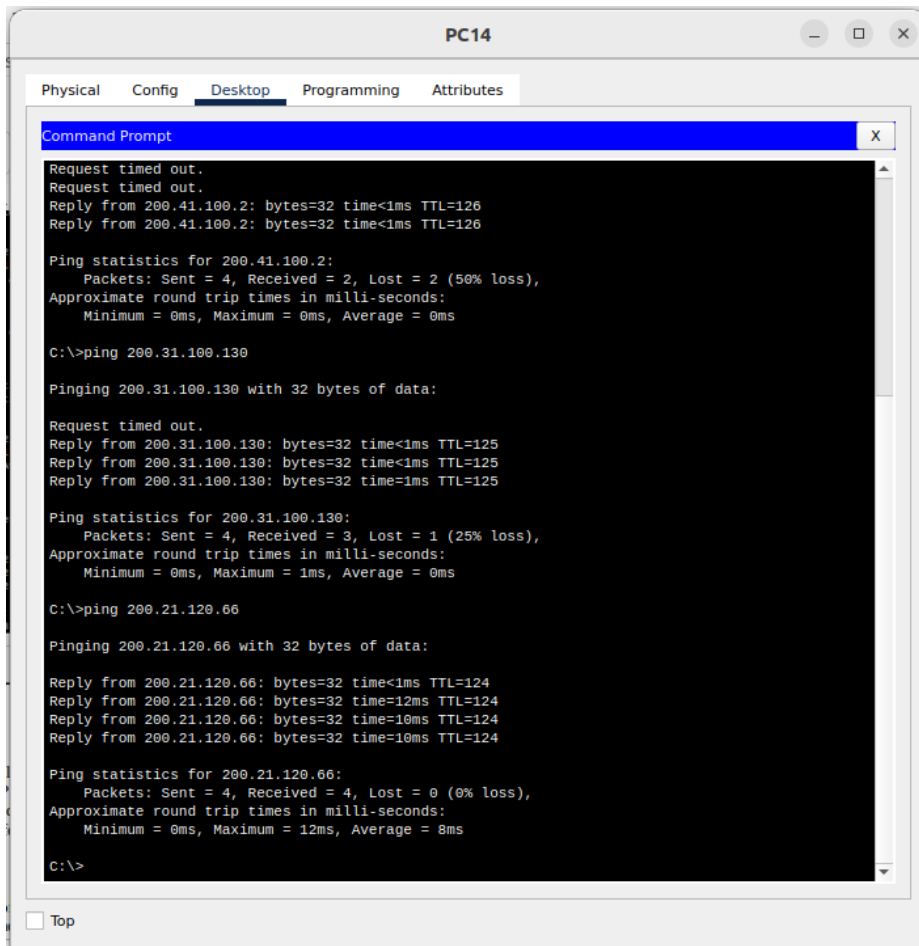 PC14
Physical Config Desktop Programming Attributes
Command Prompt X
Request timed out.
Request timed out.
Reply from 200.41.100.2: bytes=32 time<1ms TTL=126
Reply from 200.41.100.2: bytes=32 time<1ms TTL=126
Ping statistics for 200.41.100.2:
Packets: Sent = 4, Received = 2, Lost = 2 (50% loss),
Approximate round trip times in milli-seconds:
Minimum = 0ms, Maximum = 0ms, Average = 0ms
C:\>ping 200.31.100.130
Pinging 200.31.100.130 with 32 bytes of data:
Request timed out.
Reply from 200.31.100.130: bytes=32 time<1ms TTL=125
Reply from 200.31.100.130: bytes=32 time<1ms TTL=125
Reply from 200.31.100.130: bytes=32 time=1ms TTL=125
Ping statistics for 200.31.100.130:
Packets: Sent = 4, Received = 3, Lost = 1 (25% loss),
Approximate round trip times in milli-seconds:
Minimum = 0ms, Maximum = 1ms, Average = 0ms
C:\>ping 200.21.120.66
Pinging 200.21.120.66 with 32 bytes of data:
Reply from 200.21.120.66: bytes=32 time<1ms TTL=124
Reply from 200.21.120.66: bytes=32 time=12ms TTL=124
Reply from 200.21.120.66: bytes=32 time=10ms TTL=124
Reply from 200.21.120.66: bytes=32 time=10ms TTL=124
Ping statistics for 200.21.120.66:
Packets: Sent = 4, Received = 4, Lost = 0 (0% loss),
Approximate round trip times in milli-seconds:
Minimum = 0ms, Maximum = 12ms, Average = 8ms
C:\>
Top